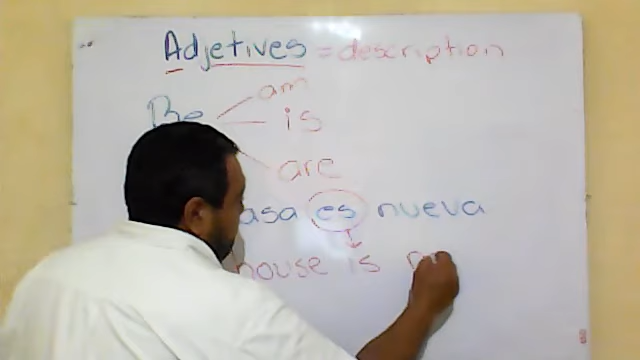 Adjetives = description
Be am
is
are
asa es nueva
house is n